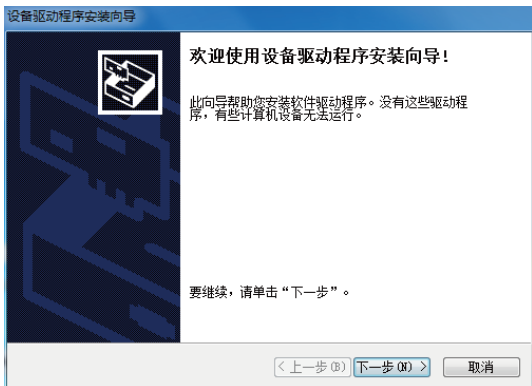 设备驱动程序安装向导
欢迎使用设备驱动程序安装向导!
此向导帮助您安装软件驱动程序。没有这些驱动程
序，有些计算机设备无法运行。
要继续，请单击“下一步”。
<上一步(B)
下一步(N)>
取消